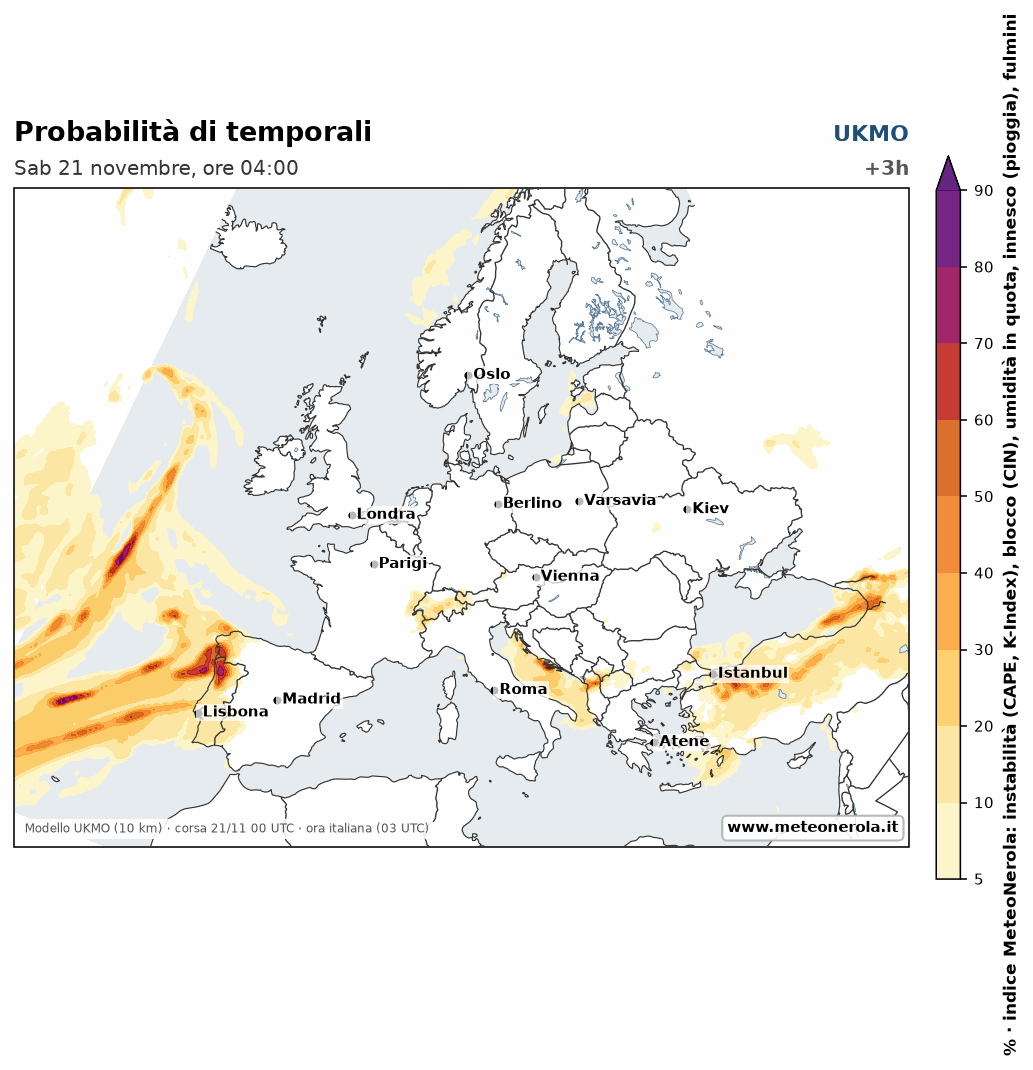 Probabilità di temporali
UKMO
Sab 21 novembre, ore 04:00
+3h
Oslo
Londra
Berlino
Varsavia
Kiev
Parigi
Vienna
Istanbul
Roma
Madrid
Lisbona
Atene
Modello UKMO (10 km) · corsa 21/11 00 UTC · ora italiana (03 UTC)
www.meteonerola.it
90
80
70
60
50
40
30
20
10
5
% · indice MeteoNerola: instabilità (CAPE, K-Index), blocco (CIN), umidità in quota, innesco (pioggia), fulmini